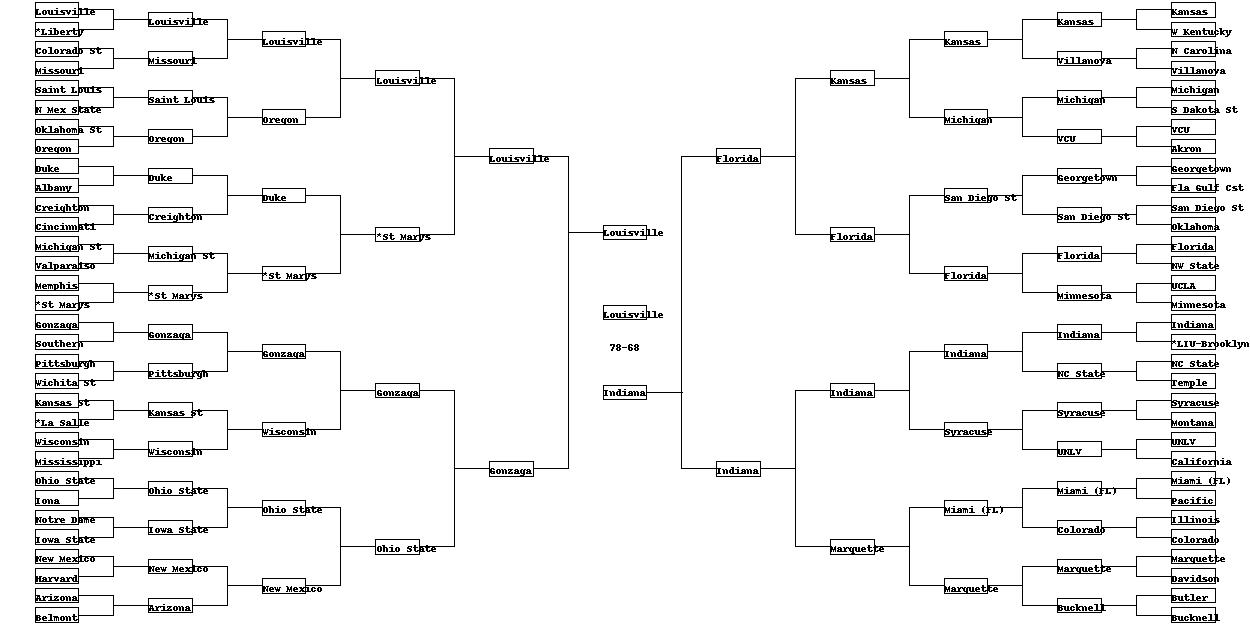 Louisville
*Liberty
Colorado St
Missouri
Saint Louis
N Mex State
Oklahoma St
Oregon
Duke
Albany
Creighton
Cincinnati
Michigan St
Valparaiso
Memphis
*St Marys
Gonzaga
Southern
Pittsburgh
Wichita St
Kansas St
*La Salle
Wisconsin
Mississippi
Ohio State
Iona
Notre Dame
Iowa State
New Mexico
Harvard
Arizona
Belmont
Louisville
Missouri
Saint Louis
Oregon
Duke
Creighton
Michigan St
*St Marys
Gonzaga
Pittsburgh
Kansas St
Wisconsin
Ohio State
Iowa State
New Mexico
Arizona
Louisville
Oregon
Duke
*St Marys
Gonzaga
Wisconsin
Ohio State
New Mexico
Louisville
*St Marys
Gonzaga
Ohio State
Louisville
Gonzaga
Louisville
Louisville
78-68
Indiana
Florida
Indiana
Kansas
Florida
Indiana
Marquette
Kansas
Michigan
San Diego St
Florida
Indiana
Syracuse
Miami (FL)
Marquette
Kansas
Villanova
Michigan
VCU
Georgetown
San Diego St
Florida
Minnesota
Indiana
NC State
Syracuse
UNLV
Miami (FL)
Colorado
Marquette
Bucknell
Kansas
W Kentucky
N Carolina
Villanova
Michigan
S Dakota St
VCU
Akron
Georgetown
Fla Gulf Cst
San Diego St
Oklahoma
Florida
NW State
UCLA
Minnesota
Indiana
*LIU-Brooklyn
NC State
Temple
Syracuse
Montana
UNLV
California
Miami (FL)
Pacific
Illinois
Colorado
Marquette
Davidson
Butler
Bucknell